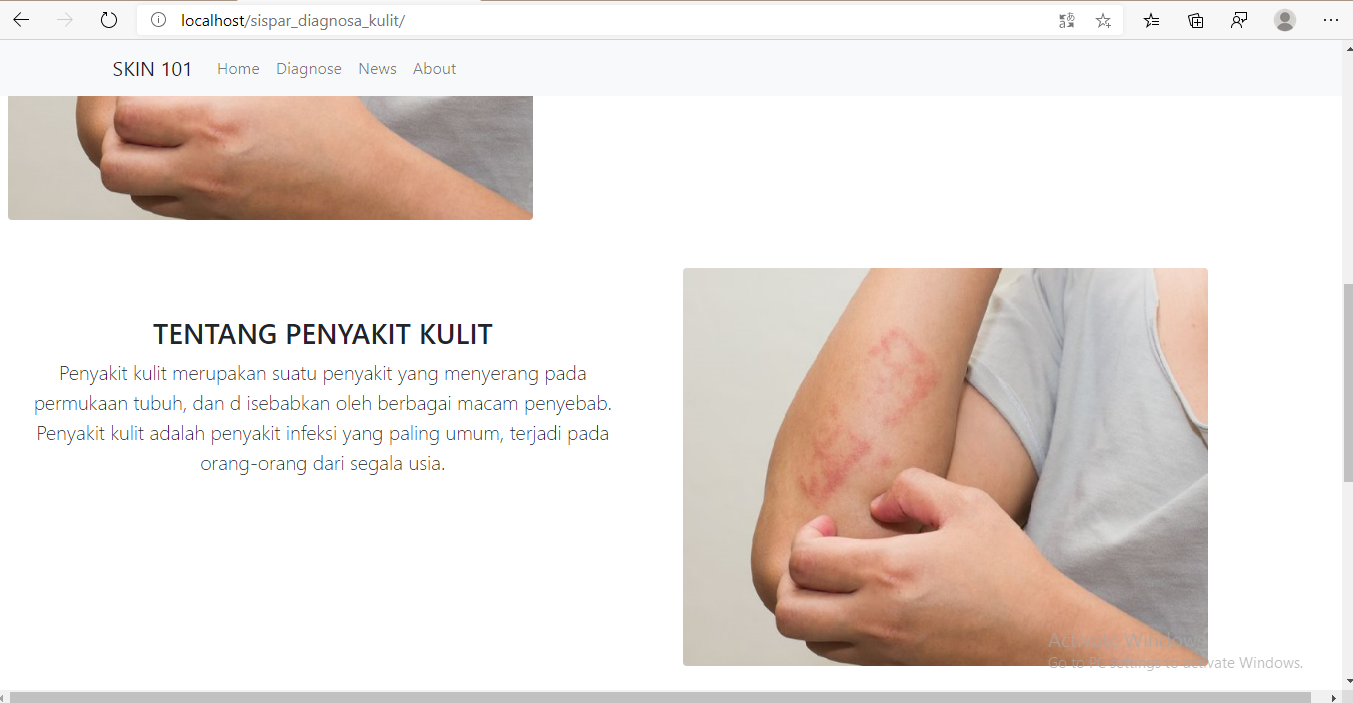 localhost/sispar_diagnosa_kulit/
SKIN 101 Home Diagnose News About
TENTANG PENYAKIT KULIT
Penyakit kulit merupakan suatu penyakit yang menyerang pada
permukaan tubuh, dan d isebabkan oleh berbagai macam penyebab.
Penyakit kulit adalah penyakit infeksi yang paling umum, terjadi pada
orang-orang dari segala usia.
Activate Windows
Go to PC settings to activate Windows.